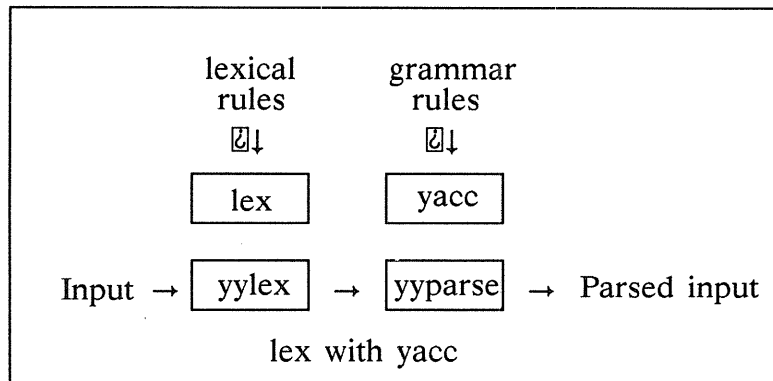 lexical grammar
rules rules
⍰↓ ⍰↓
lex yacc
Input → yylex → yyparse → Parsed input
lex with yacc